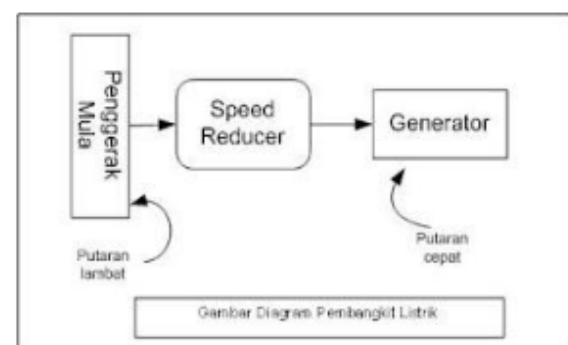 Penggerak
Mula
Speed
Reducer
Generator
Putaran
lambat
Putaran
cepat
Gambar Diagram Pembangkit Listrik